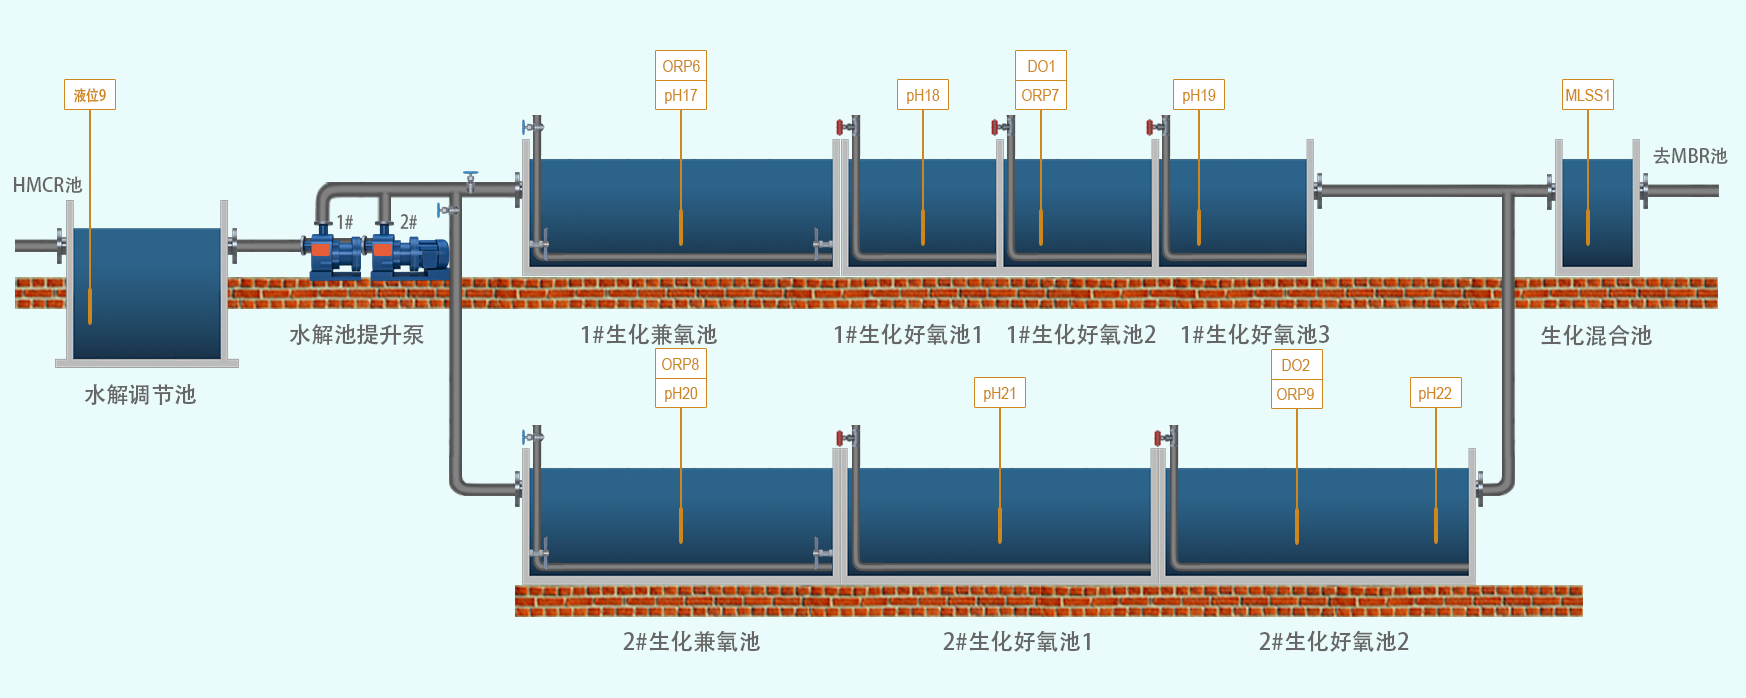 ORP6
DO1
液位9
pH17
pH18
ORP7
pH19
MLSS1
HMCR池
去MBR池
1#
2#
水解池提升泵
1#生化兼氧池
1#生化好氧池1
1#生化好氧池2
1#生化好氧池3
生化混合池
水解调节池
ORP8
pH20
pH21
DO2
ORP9
pH22
2#生化兼氧池
2#生化好氧池1
2#生化好氧池2